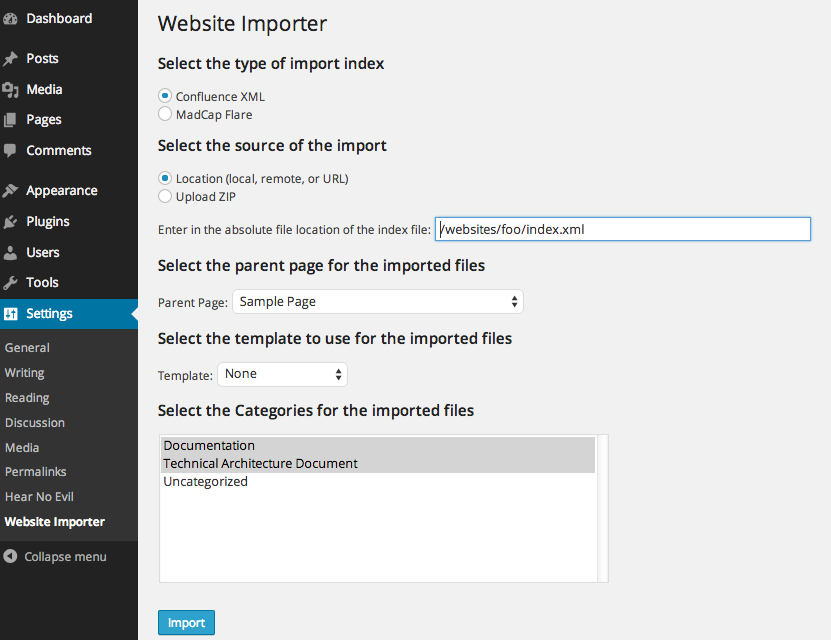 Dashboard
Posts
Media
Pages
Comments
Appearance
Plugins
Users
Tools
Settings
General
Writing
Reading
Discussion
Media
Permalinks
Hear No Evil
Website Importer
Collapse menu
Website Importer
Select the type of import index
Confluence XML
MadCap Flare
Select the source of the import
Location (local, remote, or URL)
Upload ZIP
Enter in the absolute file location of the index file: /websites/foo/index.xml
Select the parent page for the imported files
Parent Page: Sample Page
Select the template to use for the imported files
Template: None
Select the Categories for the imported files
Documentation
Technical Architecture Document
Uncategorized
Import